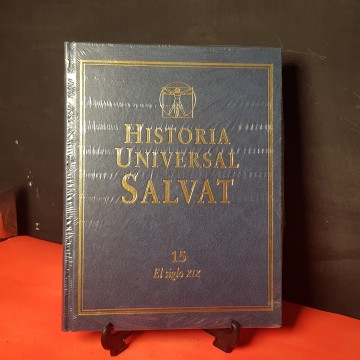 HISTORIA
UNIVERSAL
SALVAT
15
El siglo XIX